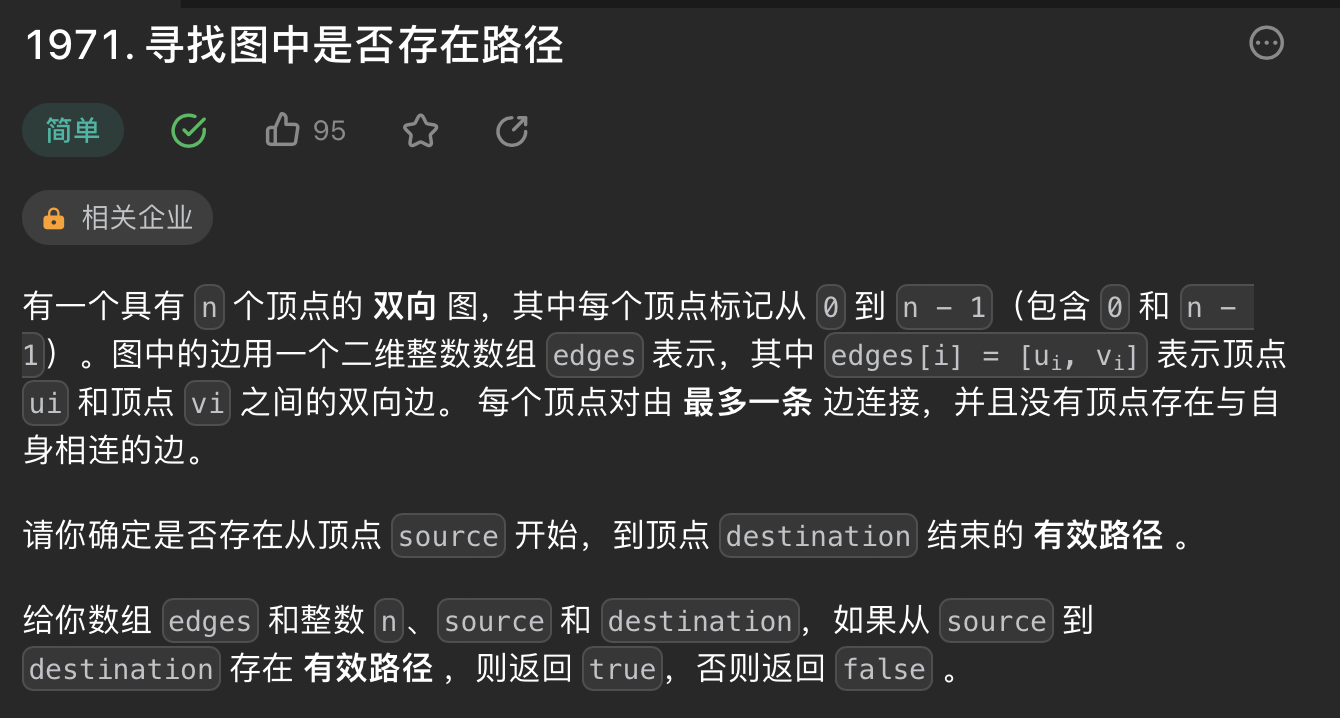 1971. 寻找图中是否存在路径
简单 95
相关企业
有一个具有 n 个顶点的 双向 图，其中每个顶点标记从 0 到 n - 1（包含 0 和 n -
1）。图中的边用一个二维整数数组 edges 表示，其中 edges[i] = [ui, vi] 表示顶点
ui 和顶点 vi 之间的双向边。 每个顶点对由 最多一条 边连接，并且没有顶点存在与自
身相连的边。
请你确定是否存在从顶点 source 开始，到顶点 destination 结束的 有效路径 。
给你数组 edges 和整数 n、source 和 destination，如果从 source 到
destination 存在 有效路径 ，则返回 true，否则返回 false 。